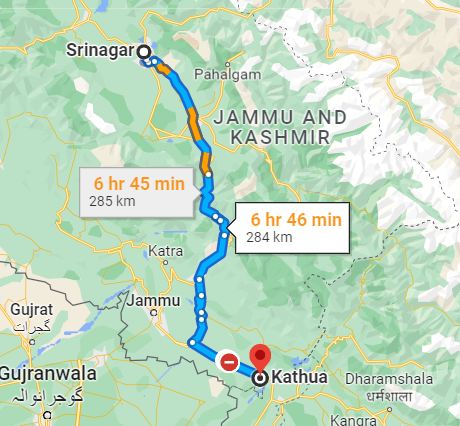 Srinagar
Pahalgam
JAMMU AND
KASHMIR
6 hr 45 min
285 km
6 hr 46 min
284 km
Katra
Jammu
Gujrat
گجرات
Gujranwala
گوجرانوالہ
Kathua
Dharamshala
धर्मशाला
Kangra